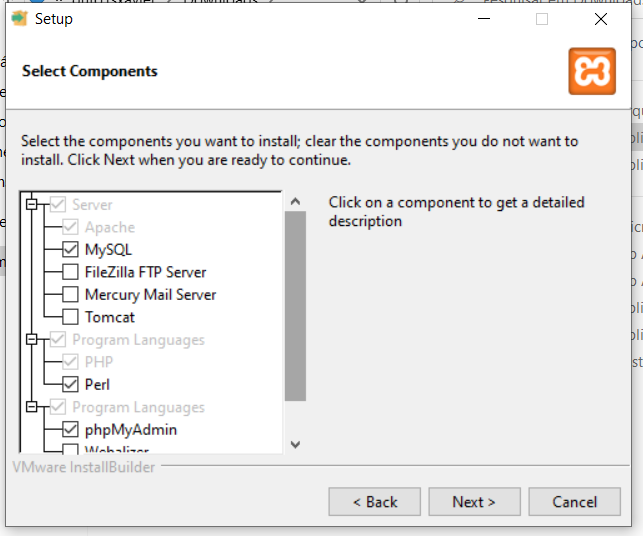 Setup
Select Components
Select the components you want to install; clear the components you do not want to
install. Click Next when you are ready to continue.
Server
Apache
MySQL
FileZilla FTP Server
Mercury Mail Server
Tomcat
Program Languages
PHP
Perl
Program Languages
phpMyAdmin
Webalizer
Click on a component to get a detailed
description
VMware InstallBuilder
< Back
Next >
Cancel